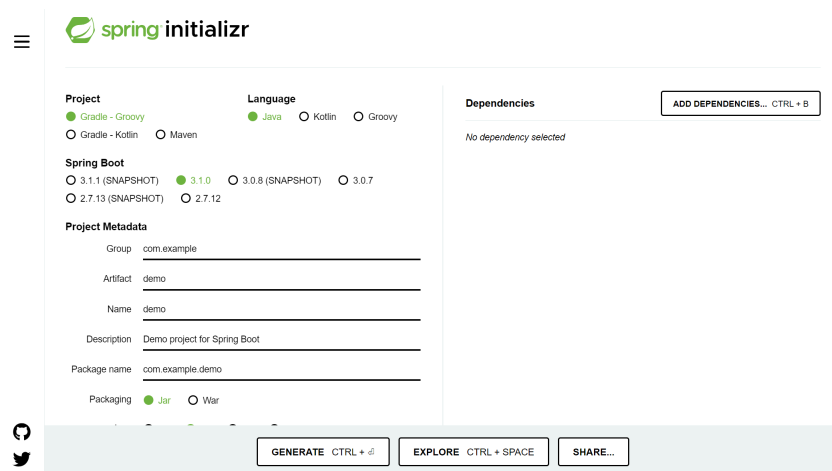 spring initializr
Project
Language
Gradle - Groovy
Java Kotlin Groovy
Gradle - Kotlin Maven
Spring Boot
3.1.1 (SNAPSHOT) 3.1.0 3.0.8 (SNAPSHOT) 3.0.7
2.7.13 (SNAPSHOT) 2.7.12
Project Metadata
Group com.example
Artifact demo
Name demo
Description Demo project for Spring Boot
Package name com.example.demo
Packaging Jar War
Dependencies
ADD DEPENDENCIES... CTRL + B
No dependency selected
GENERATE CTRL + ⏎
EXPLORE CTRL + SPACE
SHARE...